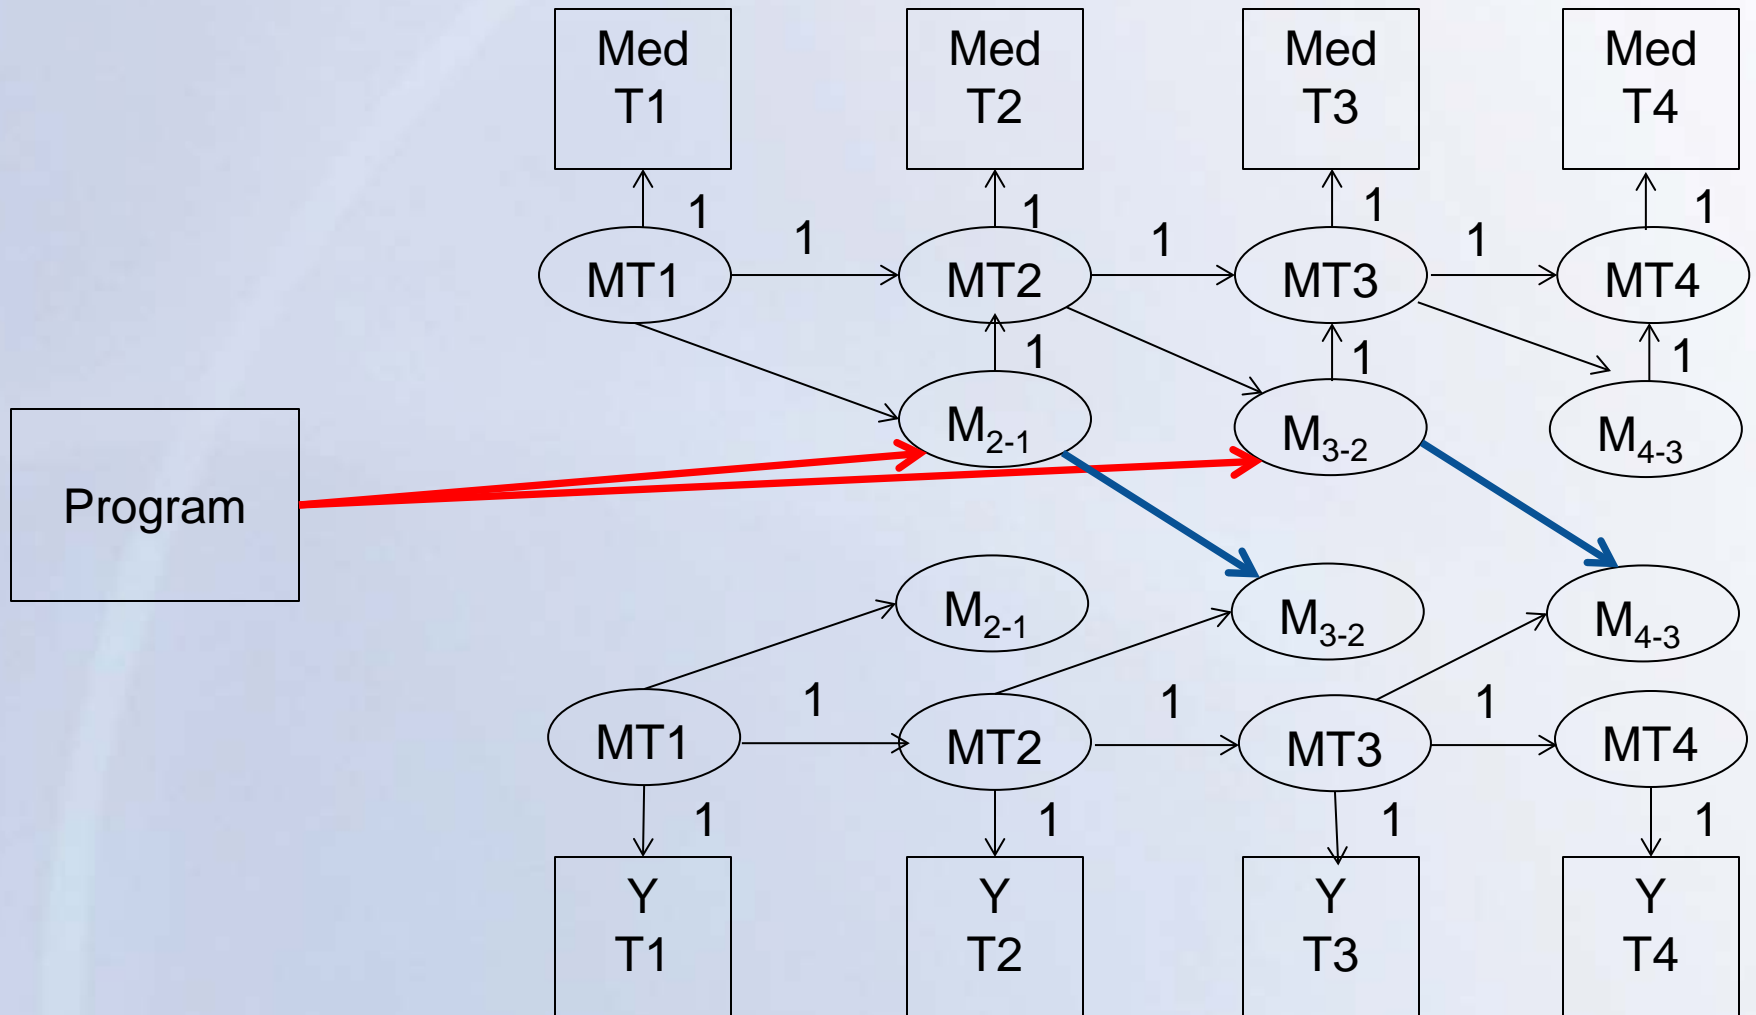 Med Med Med Med
T1 T2 T3 T4
1 1 1 1
1 1 1
MT1 MT2 MT3 MT4
1 1 1
M2-1 M3-2 M4-3
Program
M2-1 M3-2 M4-3
1 1 1
MT1 MT2 MT3 MT4
1 1 1 1
Y Y Y Y
T1 T2 T3 T4